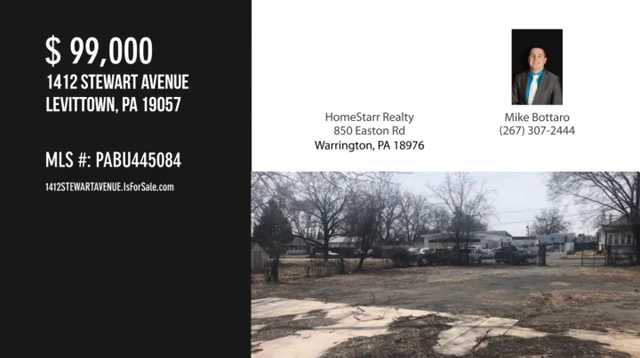 $ 99,000
1412 STEWART AVENUE
LEVITTOWN, PA 19057
MLS #: PABU445084
1412STEWARTAVENUE.IsForSale.com
HomeStarr Realty
850 Easton Rd
Warrington, PA 18976
Mike Bottaro
(267) 307-2444